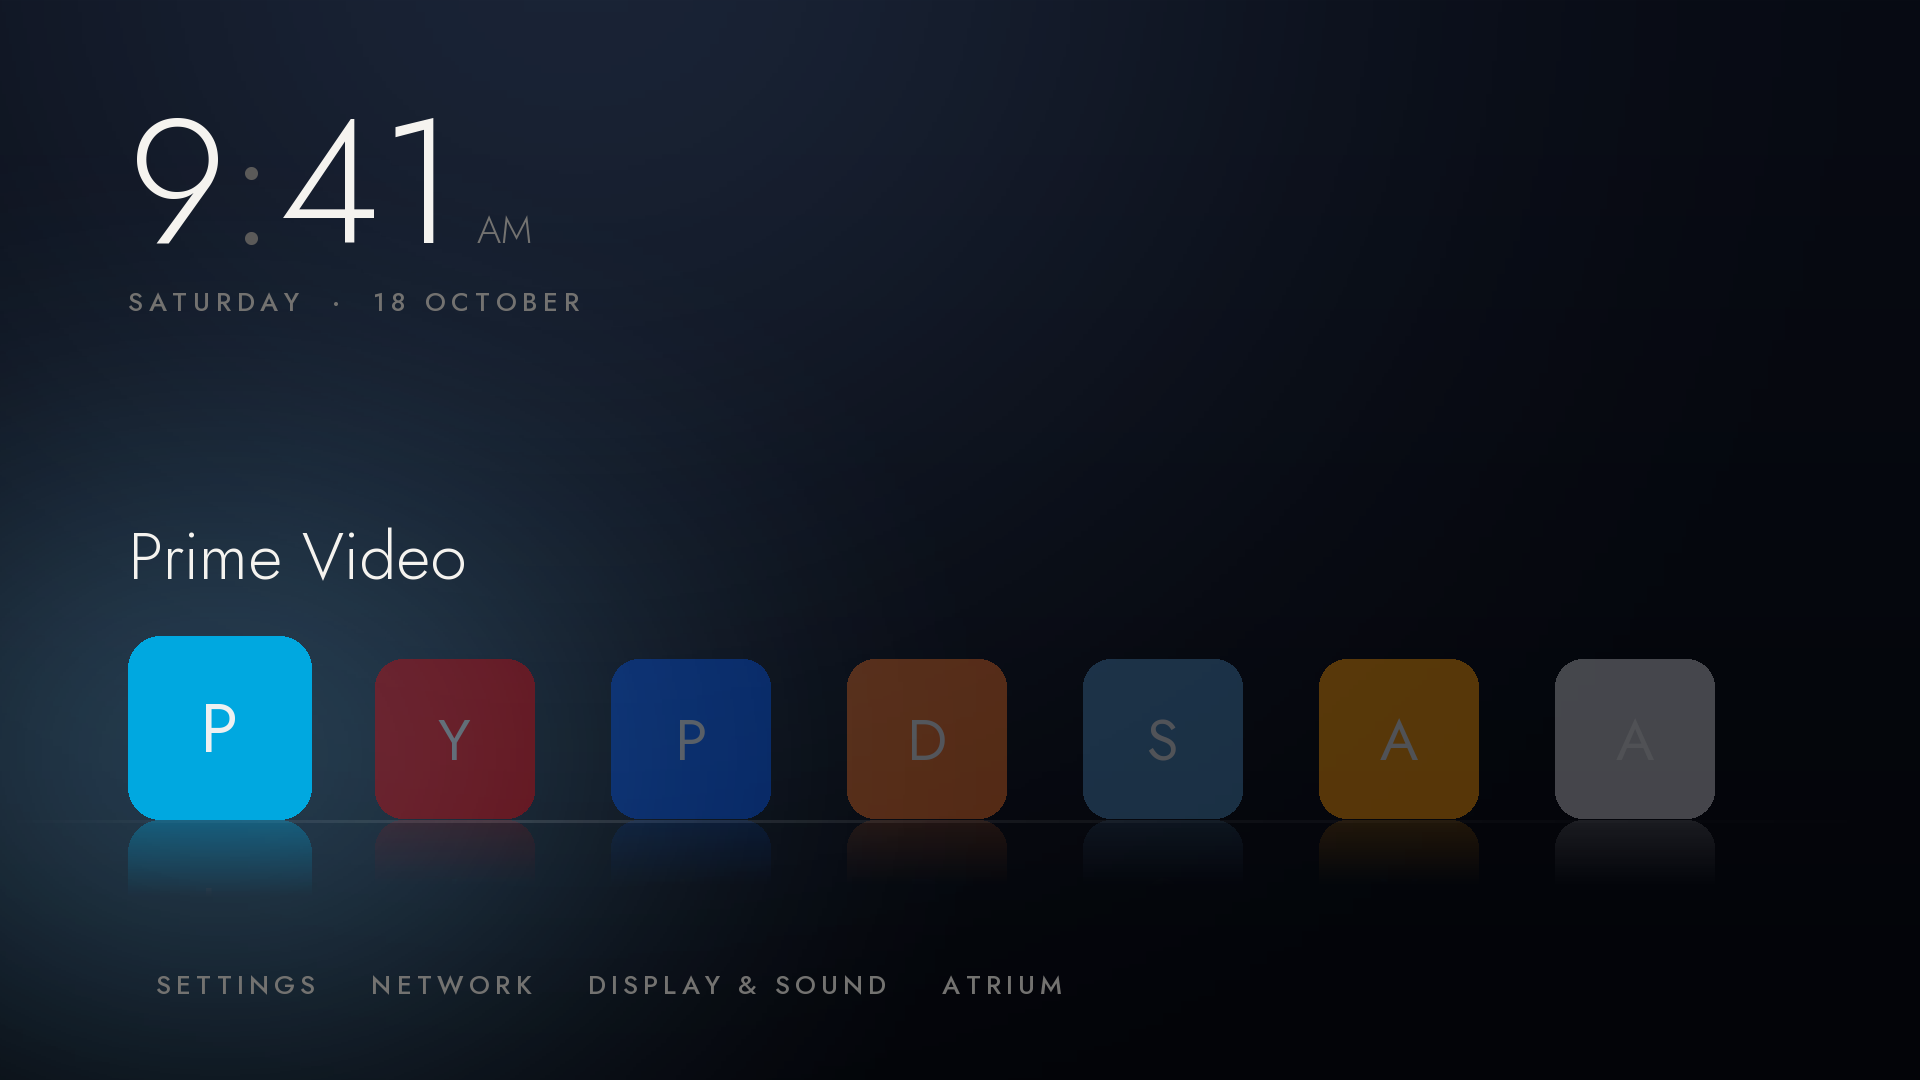 9:41 AM
SATURDAY · 18 OCTOBER
Prime Video
P Y P D S A A
SETTINGS NETWORK DISPLAY & SOUND ATRIUM